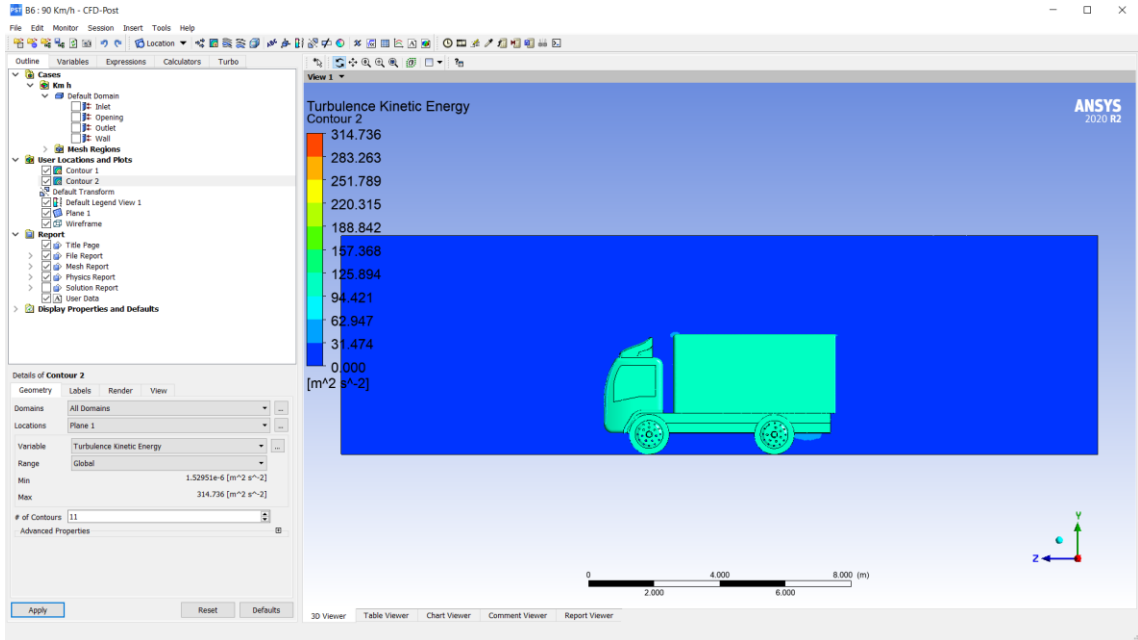 B6 : 90 Km/h - CFD-Post
File Edit Monitor Session Insert Tools Help
Location
Outline Variables Expressions Calculators Turbo
Cases
Km h
Default Domain
Inlet
Opening
Outlet
Wall
Mesh Regions
User Locations and Plots
Contour 1
Contour 2
Default Transform
Default Legend View 1
Plane 1
Wireframe
Report
Title Page
File Report
Mesh Report
Physics Report
Solution Report
User Data
Display Properties and Defaults
Details of Contour 2
Geometry Labels Render View
Domains All Domains ...
Locations Plane 1 ...
Variable Turbulence Kinetic Energy ...
Range Global
Min 1.52951e-6 [m^2 s^-2]
Max 314.736 [m^2 s^-2]
# of Contours 11
Advanced Properties
Apply Reset Defaults
View 1
Turbulence Kinetic Energy
Contour 2
314.736
283.263
251.789
220.315
188.842
157.368
125.894
94.421
62.947
31.474
0.000
[m^2 s^-2]
ANSYS
2020 R2
Y
Z
0 4.000 8.000 (m)
2.000 6.000
3D Viewer Table Viewer Chart Viewer Comment Viewer Report Viewer